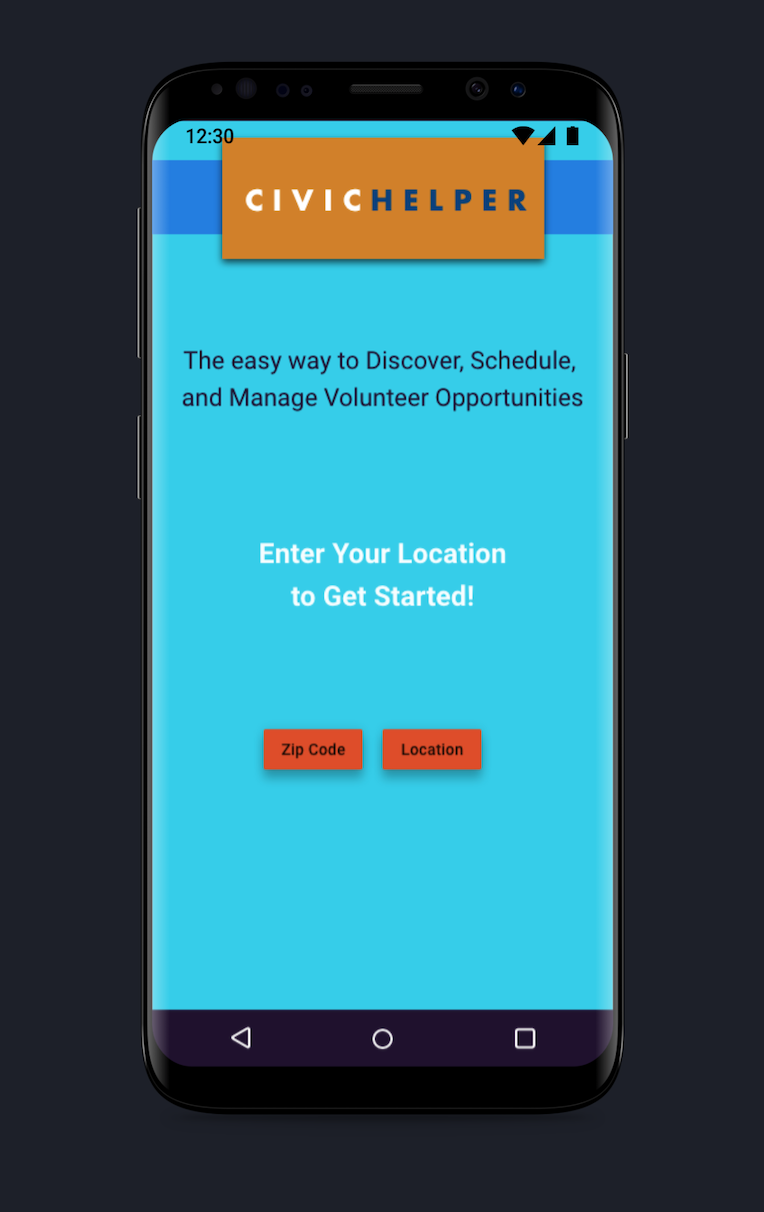 12:30
CIVICHELPER
The easy way to Discover, Schedule,
and Manage Volunteer Opportunities
Enter Your Location
to Get Started!
Zip Code Location